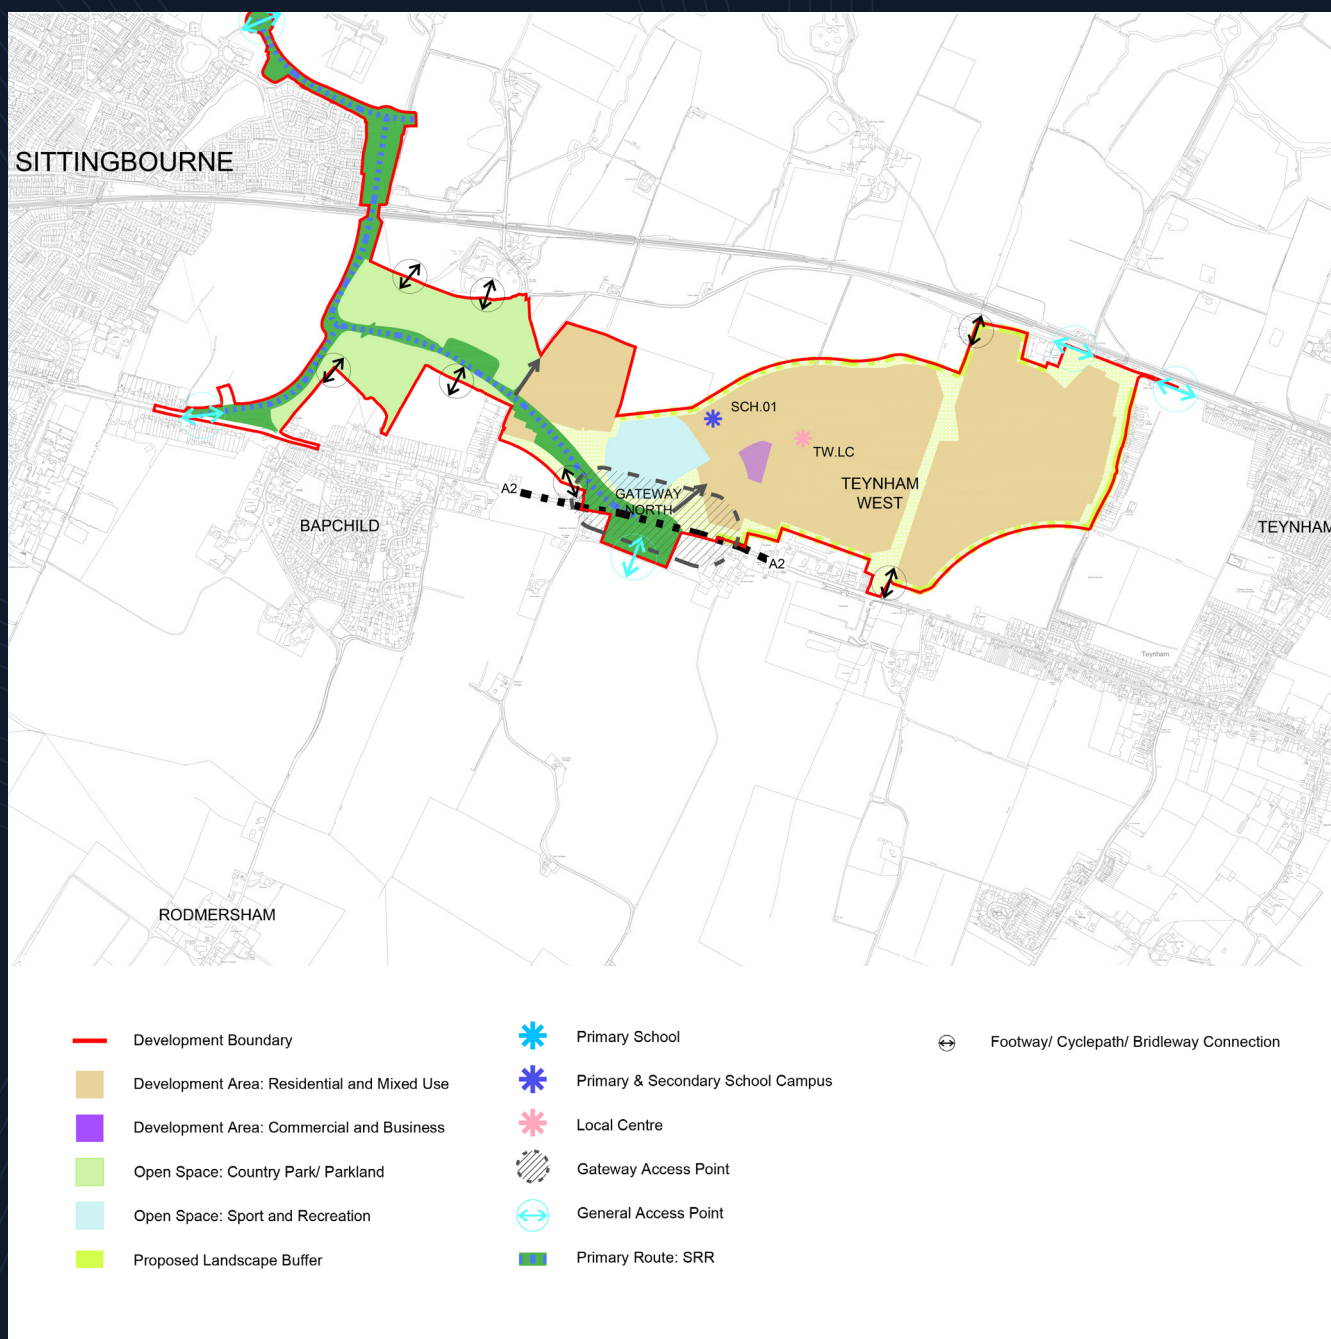 SITTINGBOURNE
SCH.01
TW.LC
TEYNHAM
WEST
A2
GATEWAY
NORTH
BAPCHILD
TEYNHAM
A2
Teynham
RODMERSHAM
Development Boundary
Development Area: Residential and Mixed Use
Development Area: Commercial and Business
Open Space: Country Park/ Parkland
Open Space: Sport and Recreation
Proposed Landscape Buffer
Primary School
Primary & Secondary School Campus
Local Centre
Gateway Access Point
General Access Point
Primary Route: SRR
Footway/ Cyclepath/ Bridleway Connection